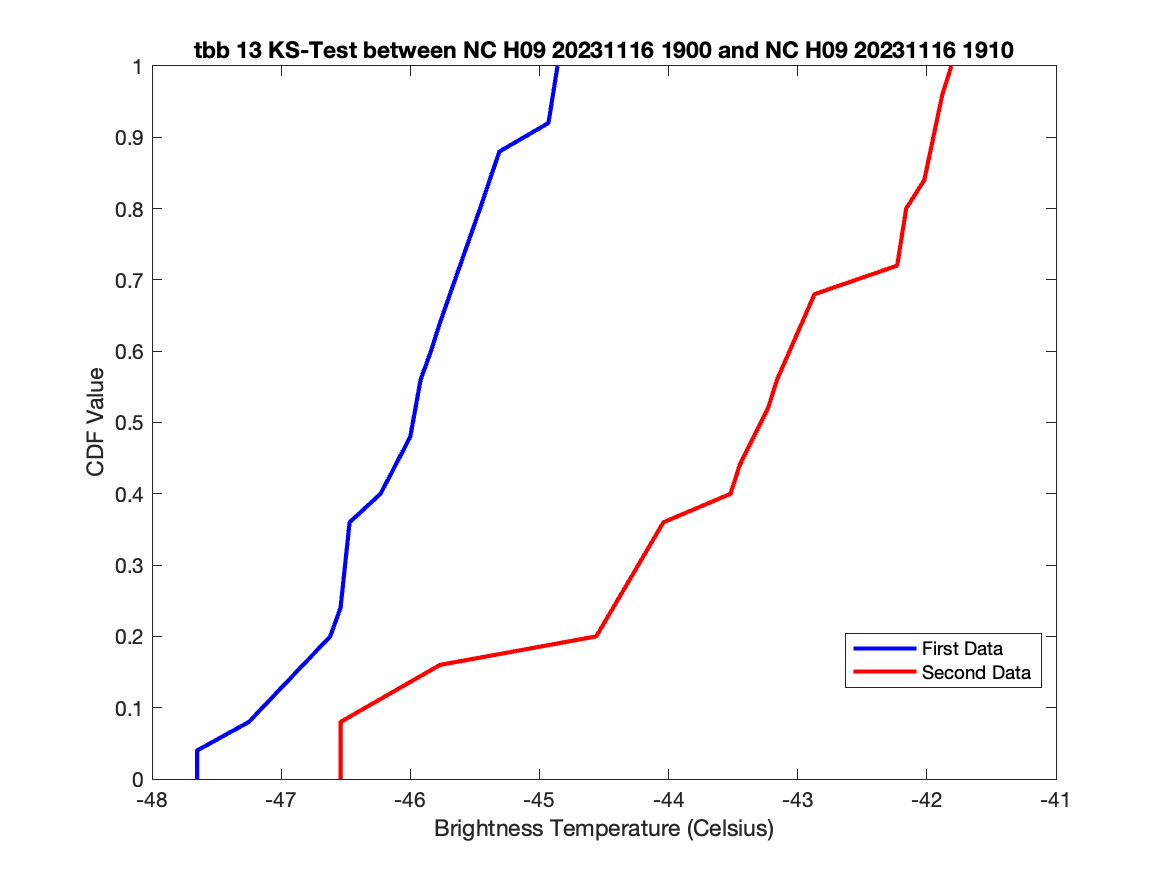 tbb 13 KS-Test between NC H09 20231116 1900 and NC H09 20231116 1910
1
0.9
0.8
0.7
0.6
0.5
0.4
0.3
0.2
0.1
0
CDF Value
First Data
Second Data
-48 -47 -46 -45 -44 -43 -42 -41
Brightness Temperature (Celsius)